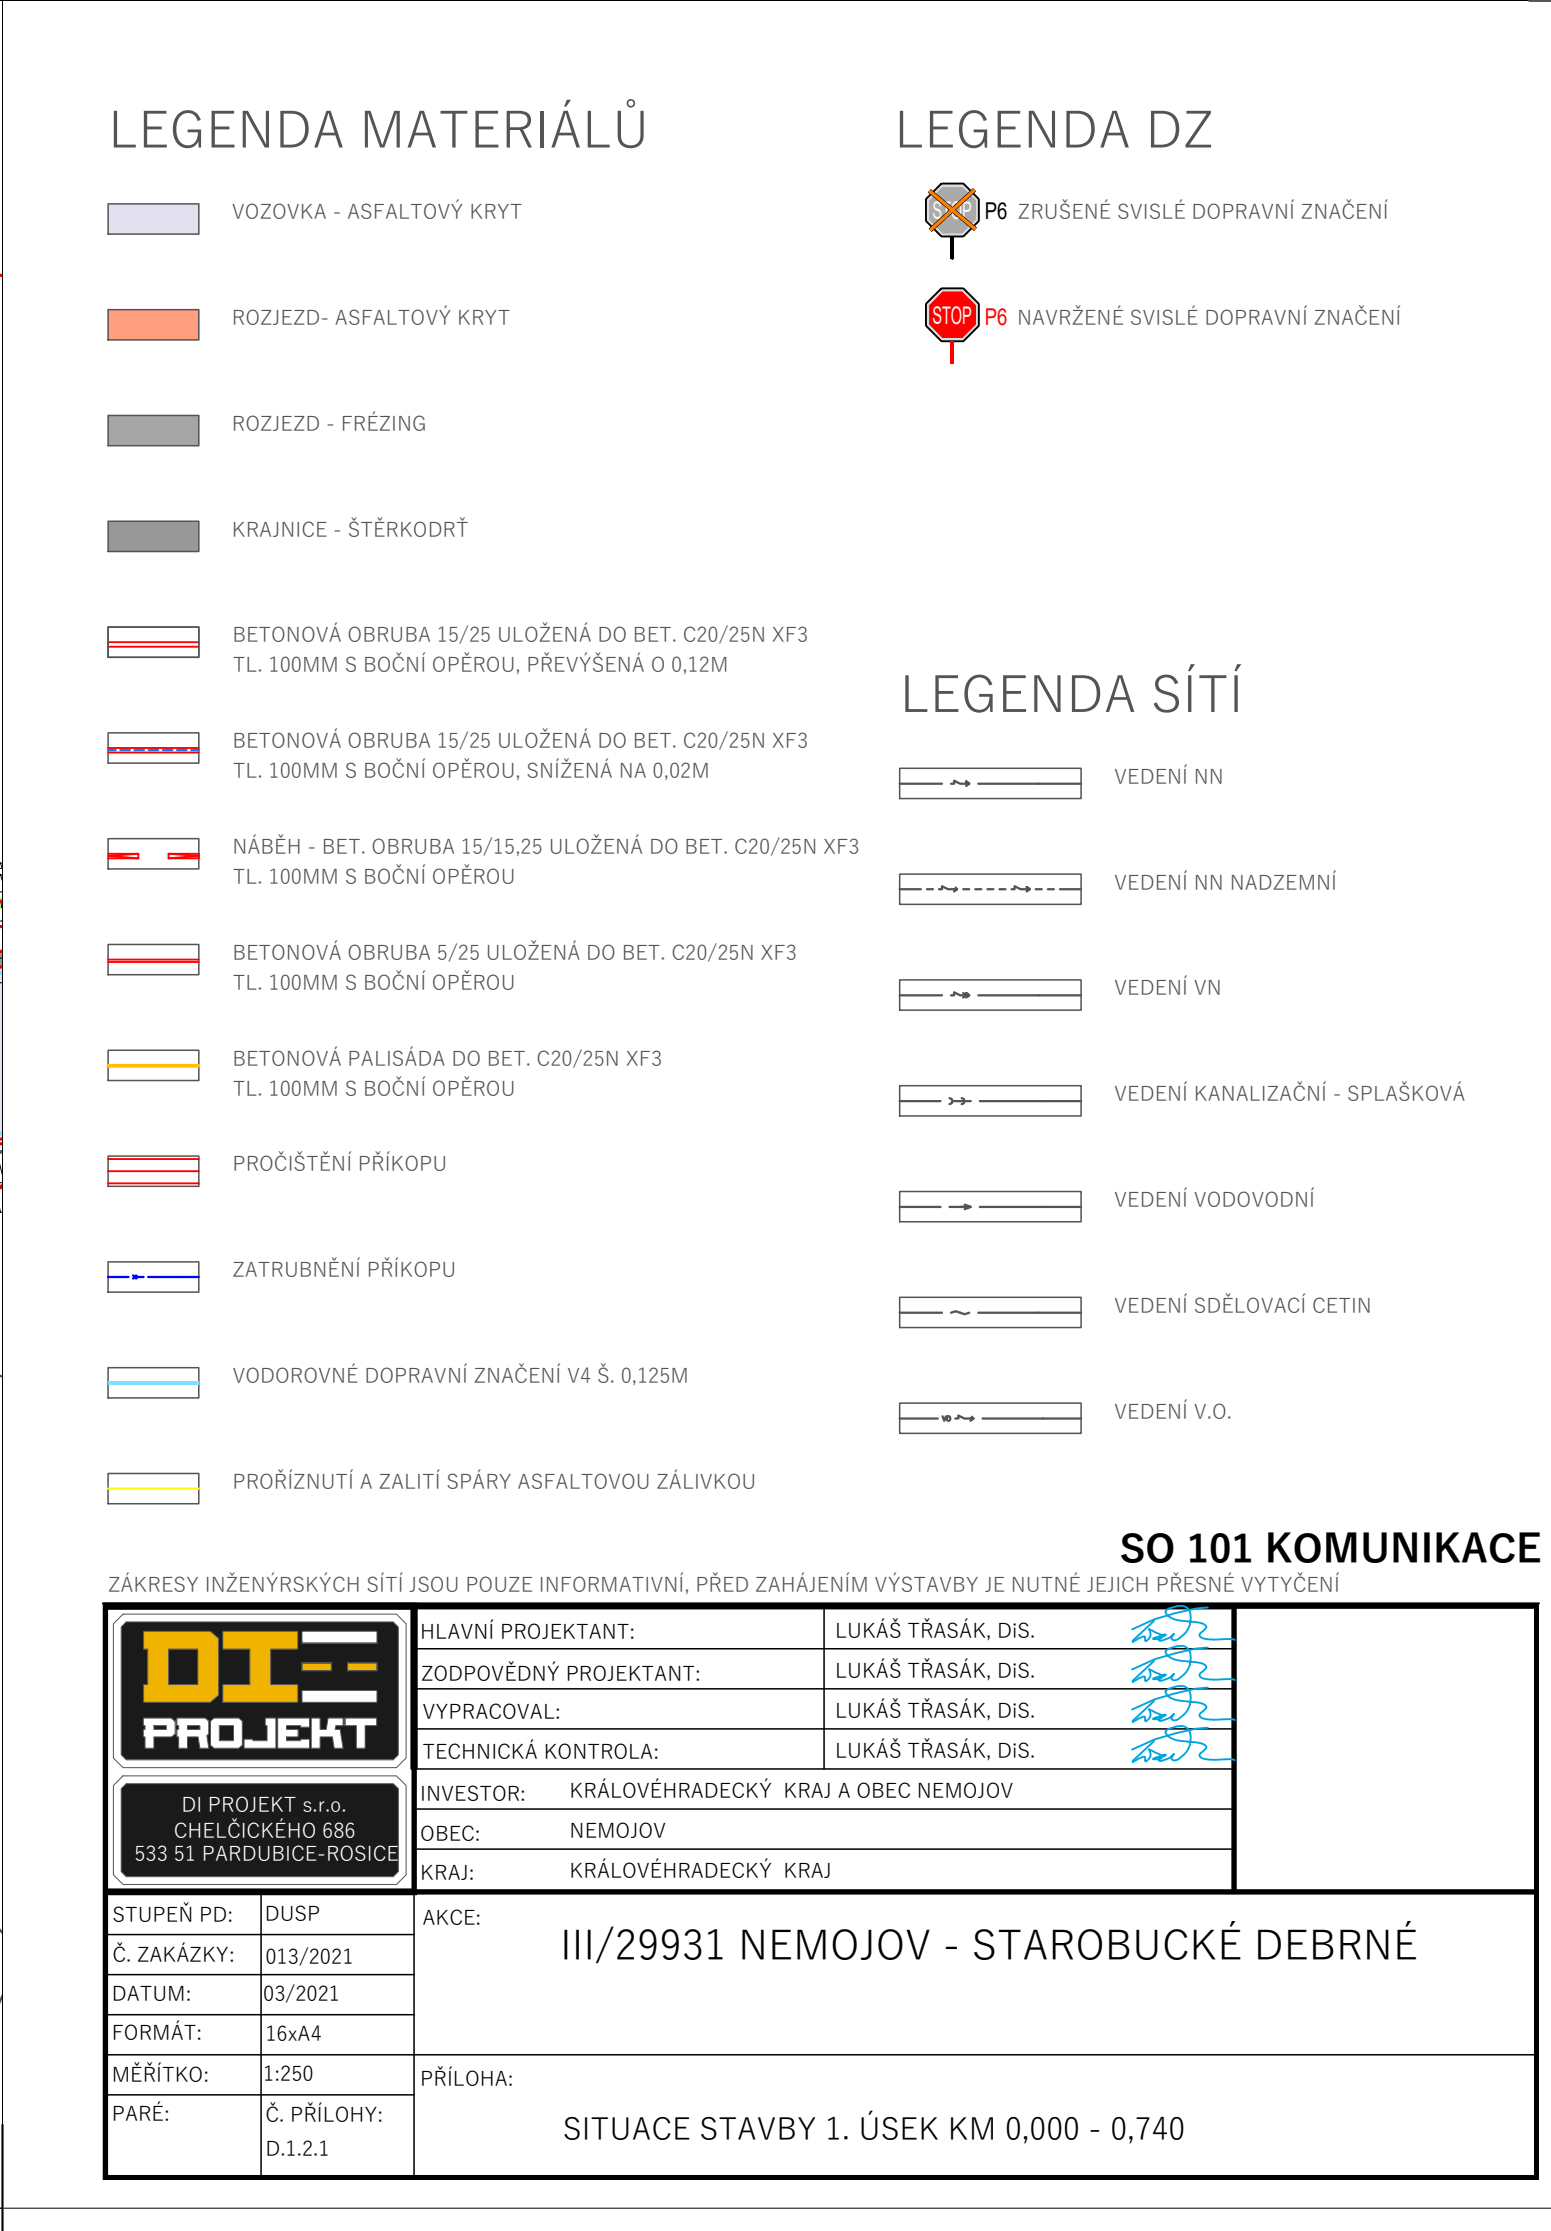 LEGENDA MATERIÁLŮ
VOZOVKA - ASFALTOVÝ KRYT
ROZJEZD- ASFALTOVÝ KRYT
ROZJEZD - FRÉZING
KRAJNICE - ŠTĚRKODRŤ
BETONOVÁ OBRUBA 15/25 ULOŽENÁ DO BET. C20/25N XF3
TL. 100MM S BOČNÍ OPĚROU, PŘEVÝŠENÁ O 0,12M
BETONOVÁ OBRUBA 15/25 ULOŽENÁ DO BET. C20/25N XF3
TL. 100MM S BOČNÍ OPĚROU, SNÍŽENÁ NA 0,02M
NÁBĚH - BET. OBRUBA 15/15,25 ULOŽENÁ DO BET. C20/25N XF3
TL. 100MM S BOČNÍ OPĚROU
BETONOVÁ OBRUBA 5/25 ULOŽENÁ DO BET. C20/25N XF3
TL. 100MM S BOČNÍ OPĚROU
BETONOVÁ PALISÁDA DO BET. C20/25N XF3
TL. 100MM S BOČNÍ OPĚROU
PROČIŠTĚNÍ PŘÍKOPU
ZATRUBNĚNÍ PŘÍKOPU
VODOROVNÉ DOPRAVNÍ ZNAČENÍ V4 Š. 0,125M
PROŘÍZNUTÍ A ZALITÍ SPÁRY ASFALTOVOU ZÁLIVKOU
LEGENDA DZ
STOP P6 ZRUŠENÉ SVISLÉ DOPRAVNÍ ZNAČENÍ
STOP P6 NAVRŽENÉ SVISLÉ DOPRAVNÍ ZNAČENÍ
LEGENDA SÍTÍ
VEDENÍ NN
VEDENÍ NN NADZEMNÍ
VEDENÍ VN
VEDENÍ KANALIZAČNÍ - SPLAŠKOVÁ
VEDENÍ VODOVODNÍ
VEDENÍ SDĚLOVACÍ CETIN
VO VEDENÍ V.O.
SO 101 KOMUNIKACE
ZÁKRESY INŽENÝRSKÝCH SÍTÍ JSOU POUZE INFORMATIVNÍ, PŘED ZAHÁJENÍM VÝSTAVBY JE NUTNÉ JEJICH PŘESNÉ VYTYČENÍ
DI
PROJEKT
DI PROJEKT s.r.o.
CHELČICKÉHO 686
533 51 PARDUBICE-ROSICE
HLAVNÍ PROJEKTANT: LUKÁŠ TŘASÁK, DiS.
ZODPOVĚDNÝ PROJEKTANT: LUKÁŠ TŘASÁK, DiS.
VYPRACOVAL: LUKÁŠ TŘASÁK, DiS.
TECHNICKÁ KONTROLA: LUKÁŠ TŘASÁK, DiS.
INVESTOR: KRÁLOVÉHRADECKÝ KRAJ A OBEC NEMOJOV
OBEC: NEMOJOV
KRAJ: KRÁLOVÉHRADECKÝ KRAJ
STUPEŇ PD: DUSP
Č. ZAKÁZKY: 013/2021
DATUM: 03/2021
FORMÁT: 16xA4
MĚŘÍTKO: 1:250
PARÉ: Č. PŘÍLOHY:
D.1.2.1
AKCE: III/29931 NEMOJOV - STAROBUCKÉ DEBRNÉ
PŘÍLOHA:
SITUACE STAVBY 1. ÚSEK KM 0,000 - 0,740